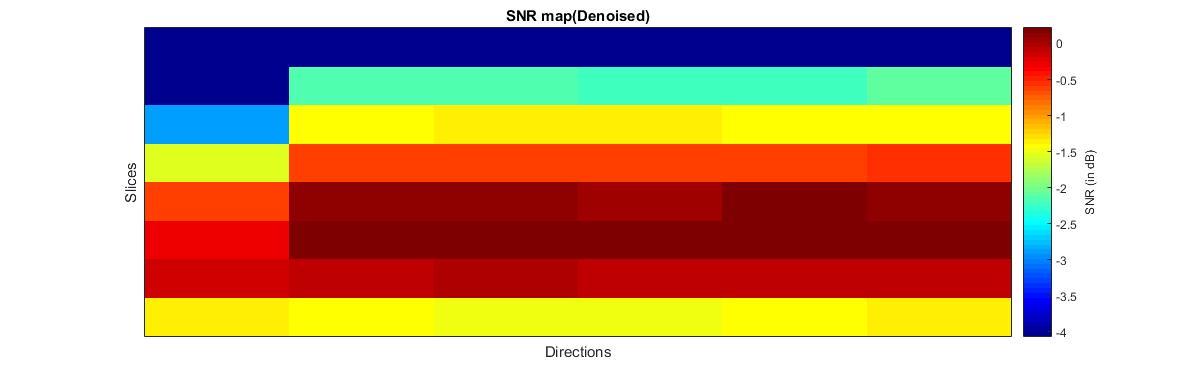 SNR map(Denoised)
Slices
Directions
0
-0.5
-1
-1.5
-2
-2.5
-3
-3.5
-4
SNR (in dB)